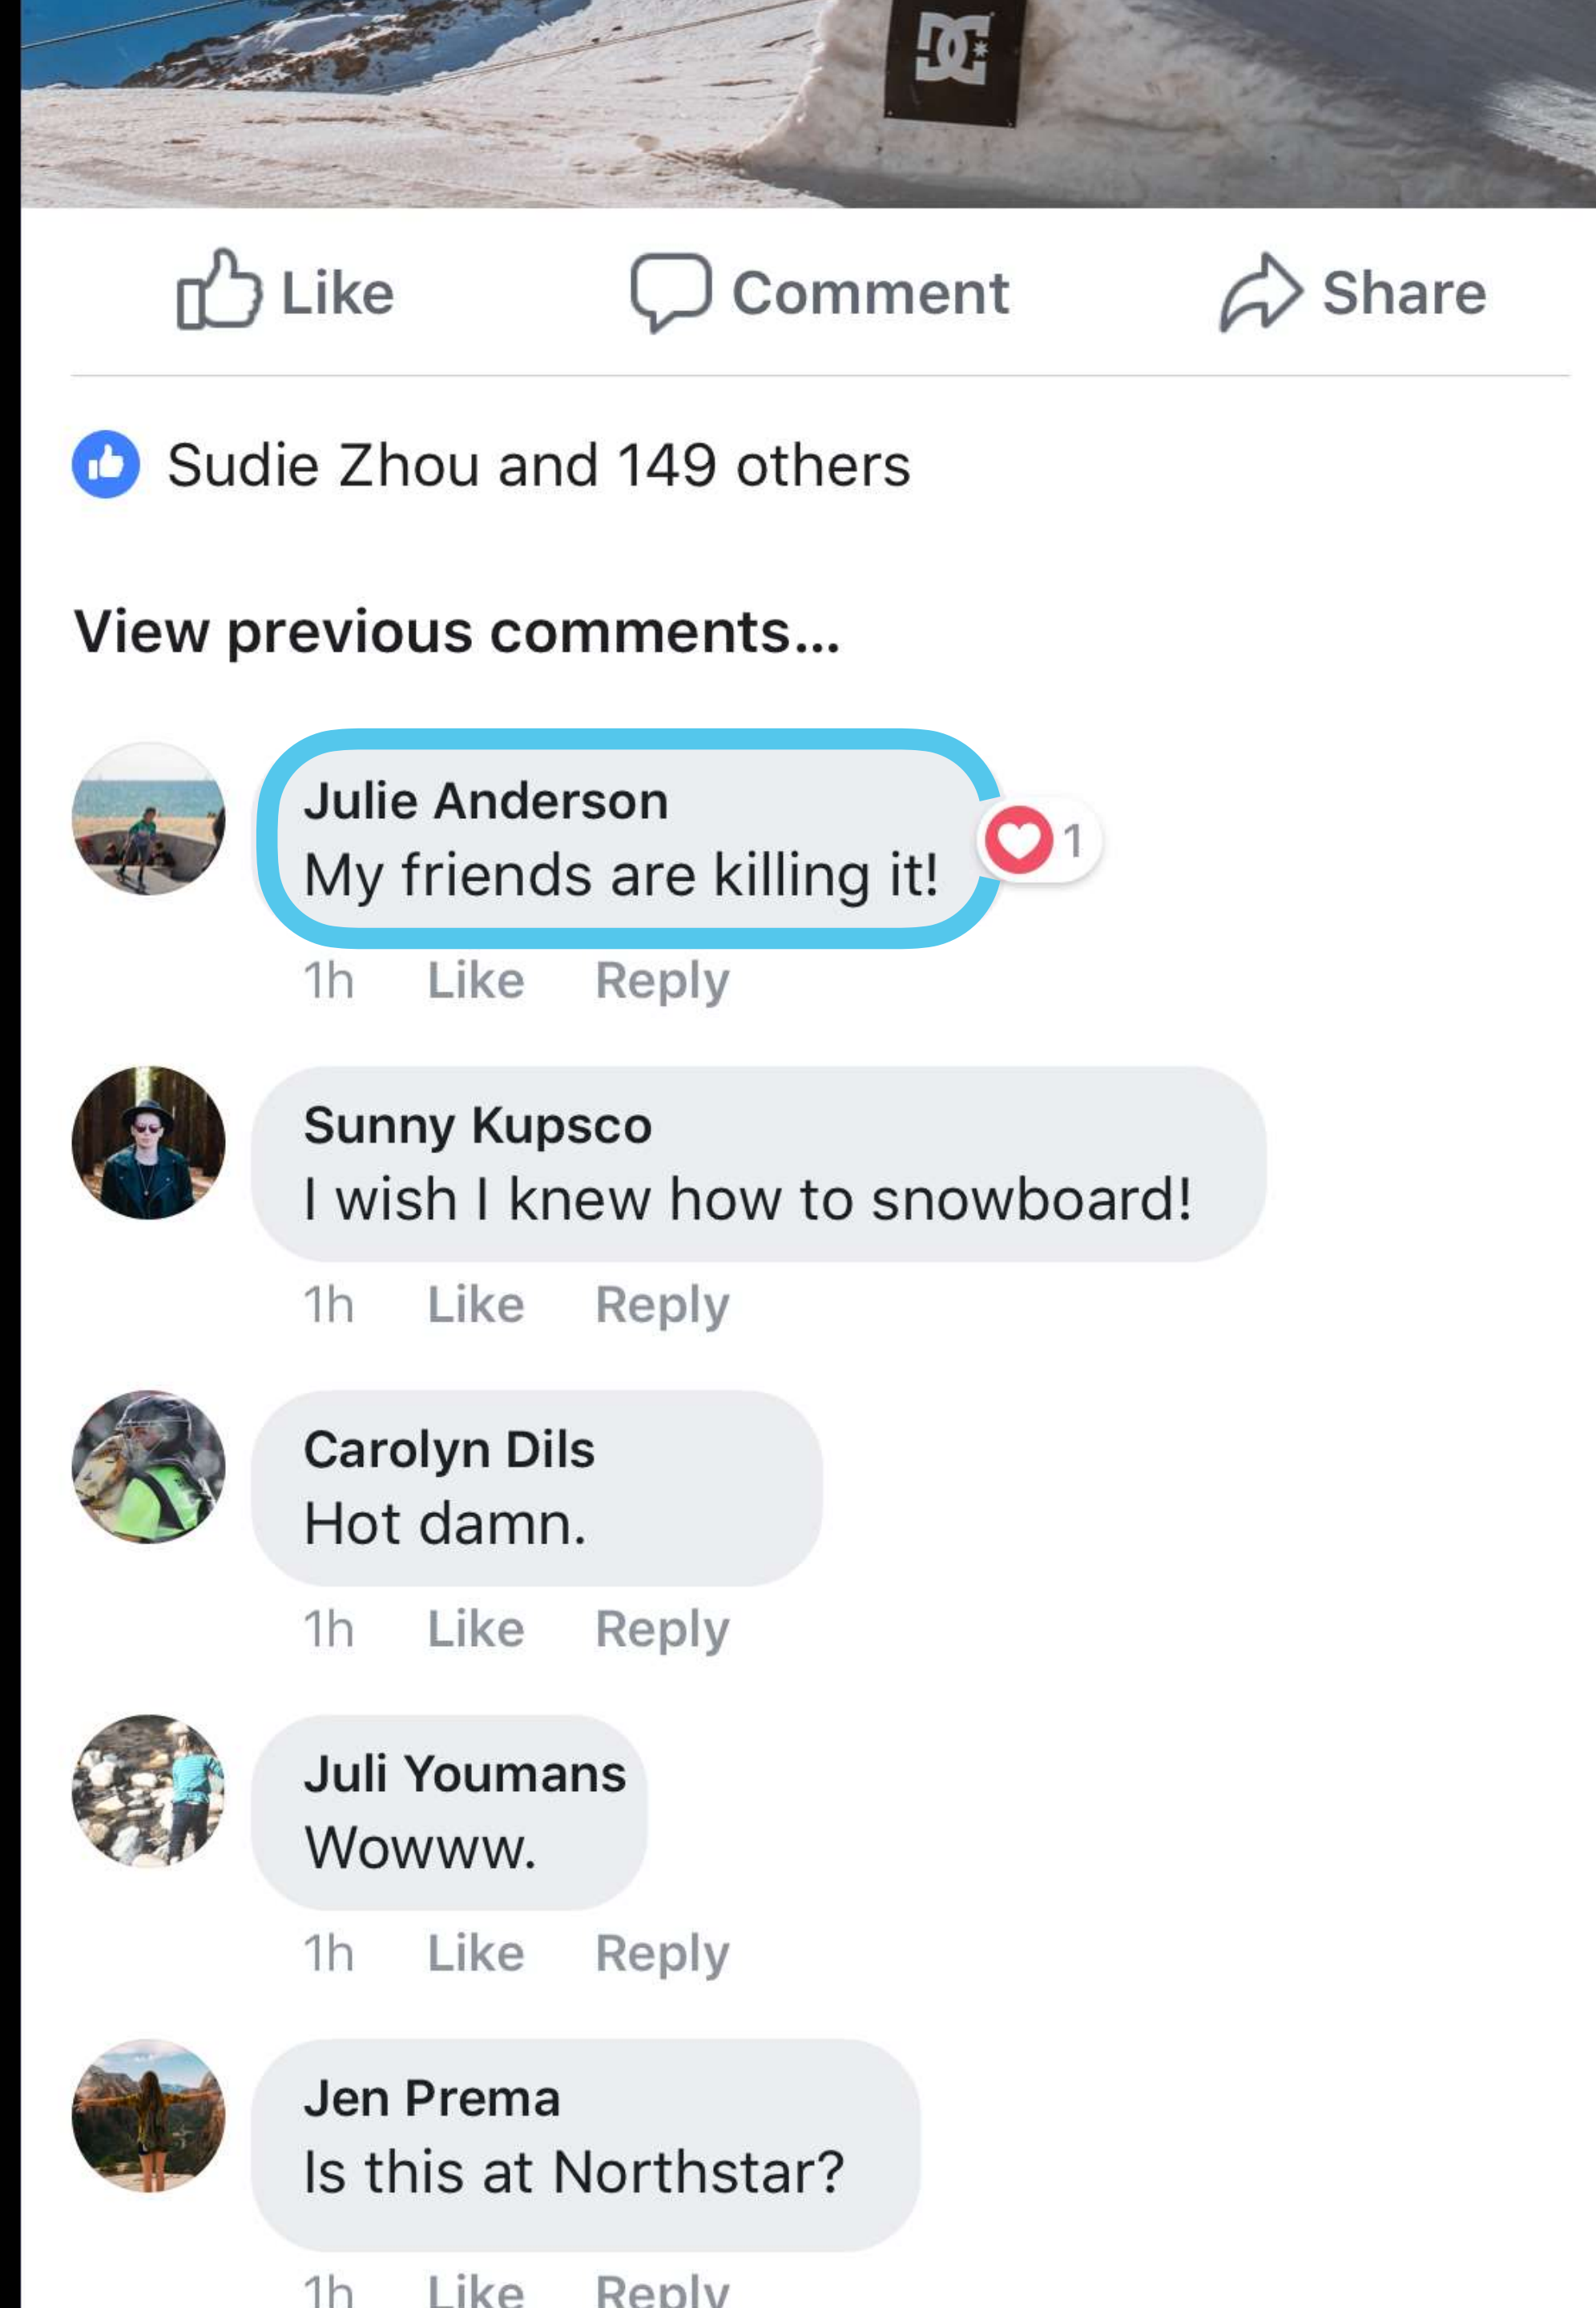 DC
Like
Comment
Share
Sudie Zhou and 149 others
View previous comments...
Julie Anderson
My friends are killing it!
1
1h Like Reply
Sunny Kupsco
I wish I knew how to snowboard!
1h Like Reply
Carolyn Dils
Hot damn.
1h Like Reply
Juli Youmans
Wowww.
1h Like Reply
Jen Prema
Is this at Northstar?
1h Like Reply